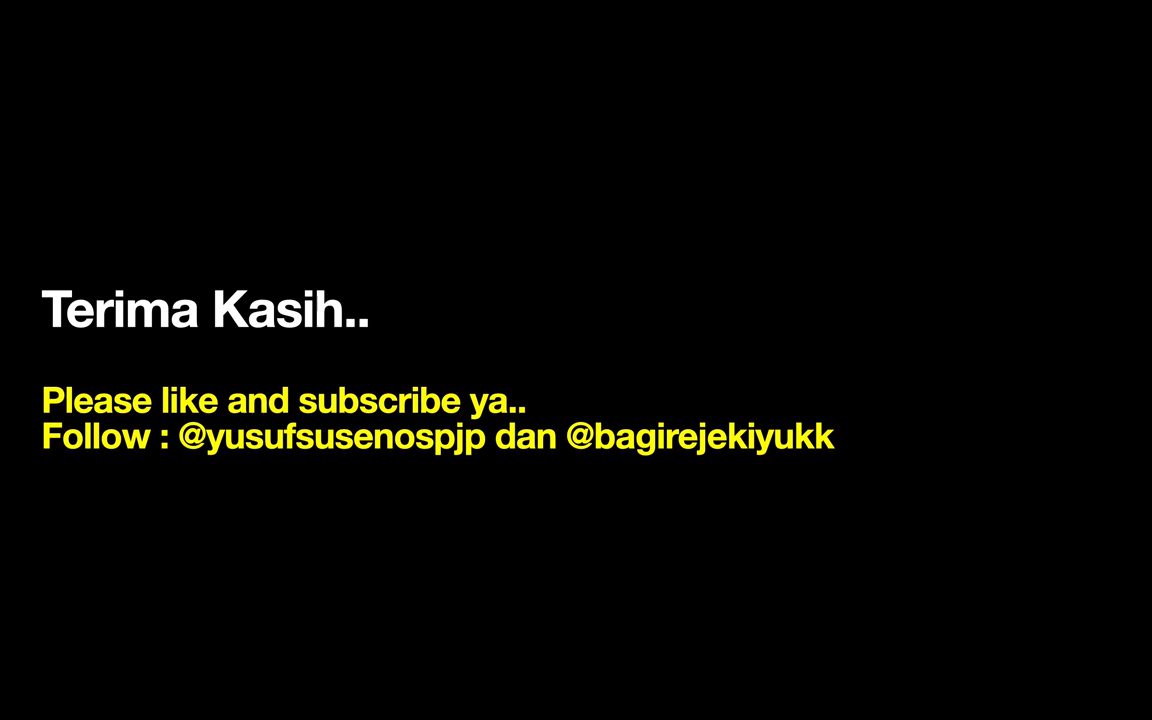 Terima Kasih..
Please like and subscribe ya..
Follow : @yusufsusenospjp dan @bagirejekiyukk